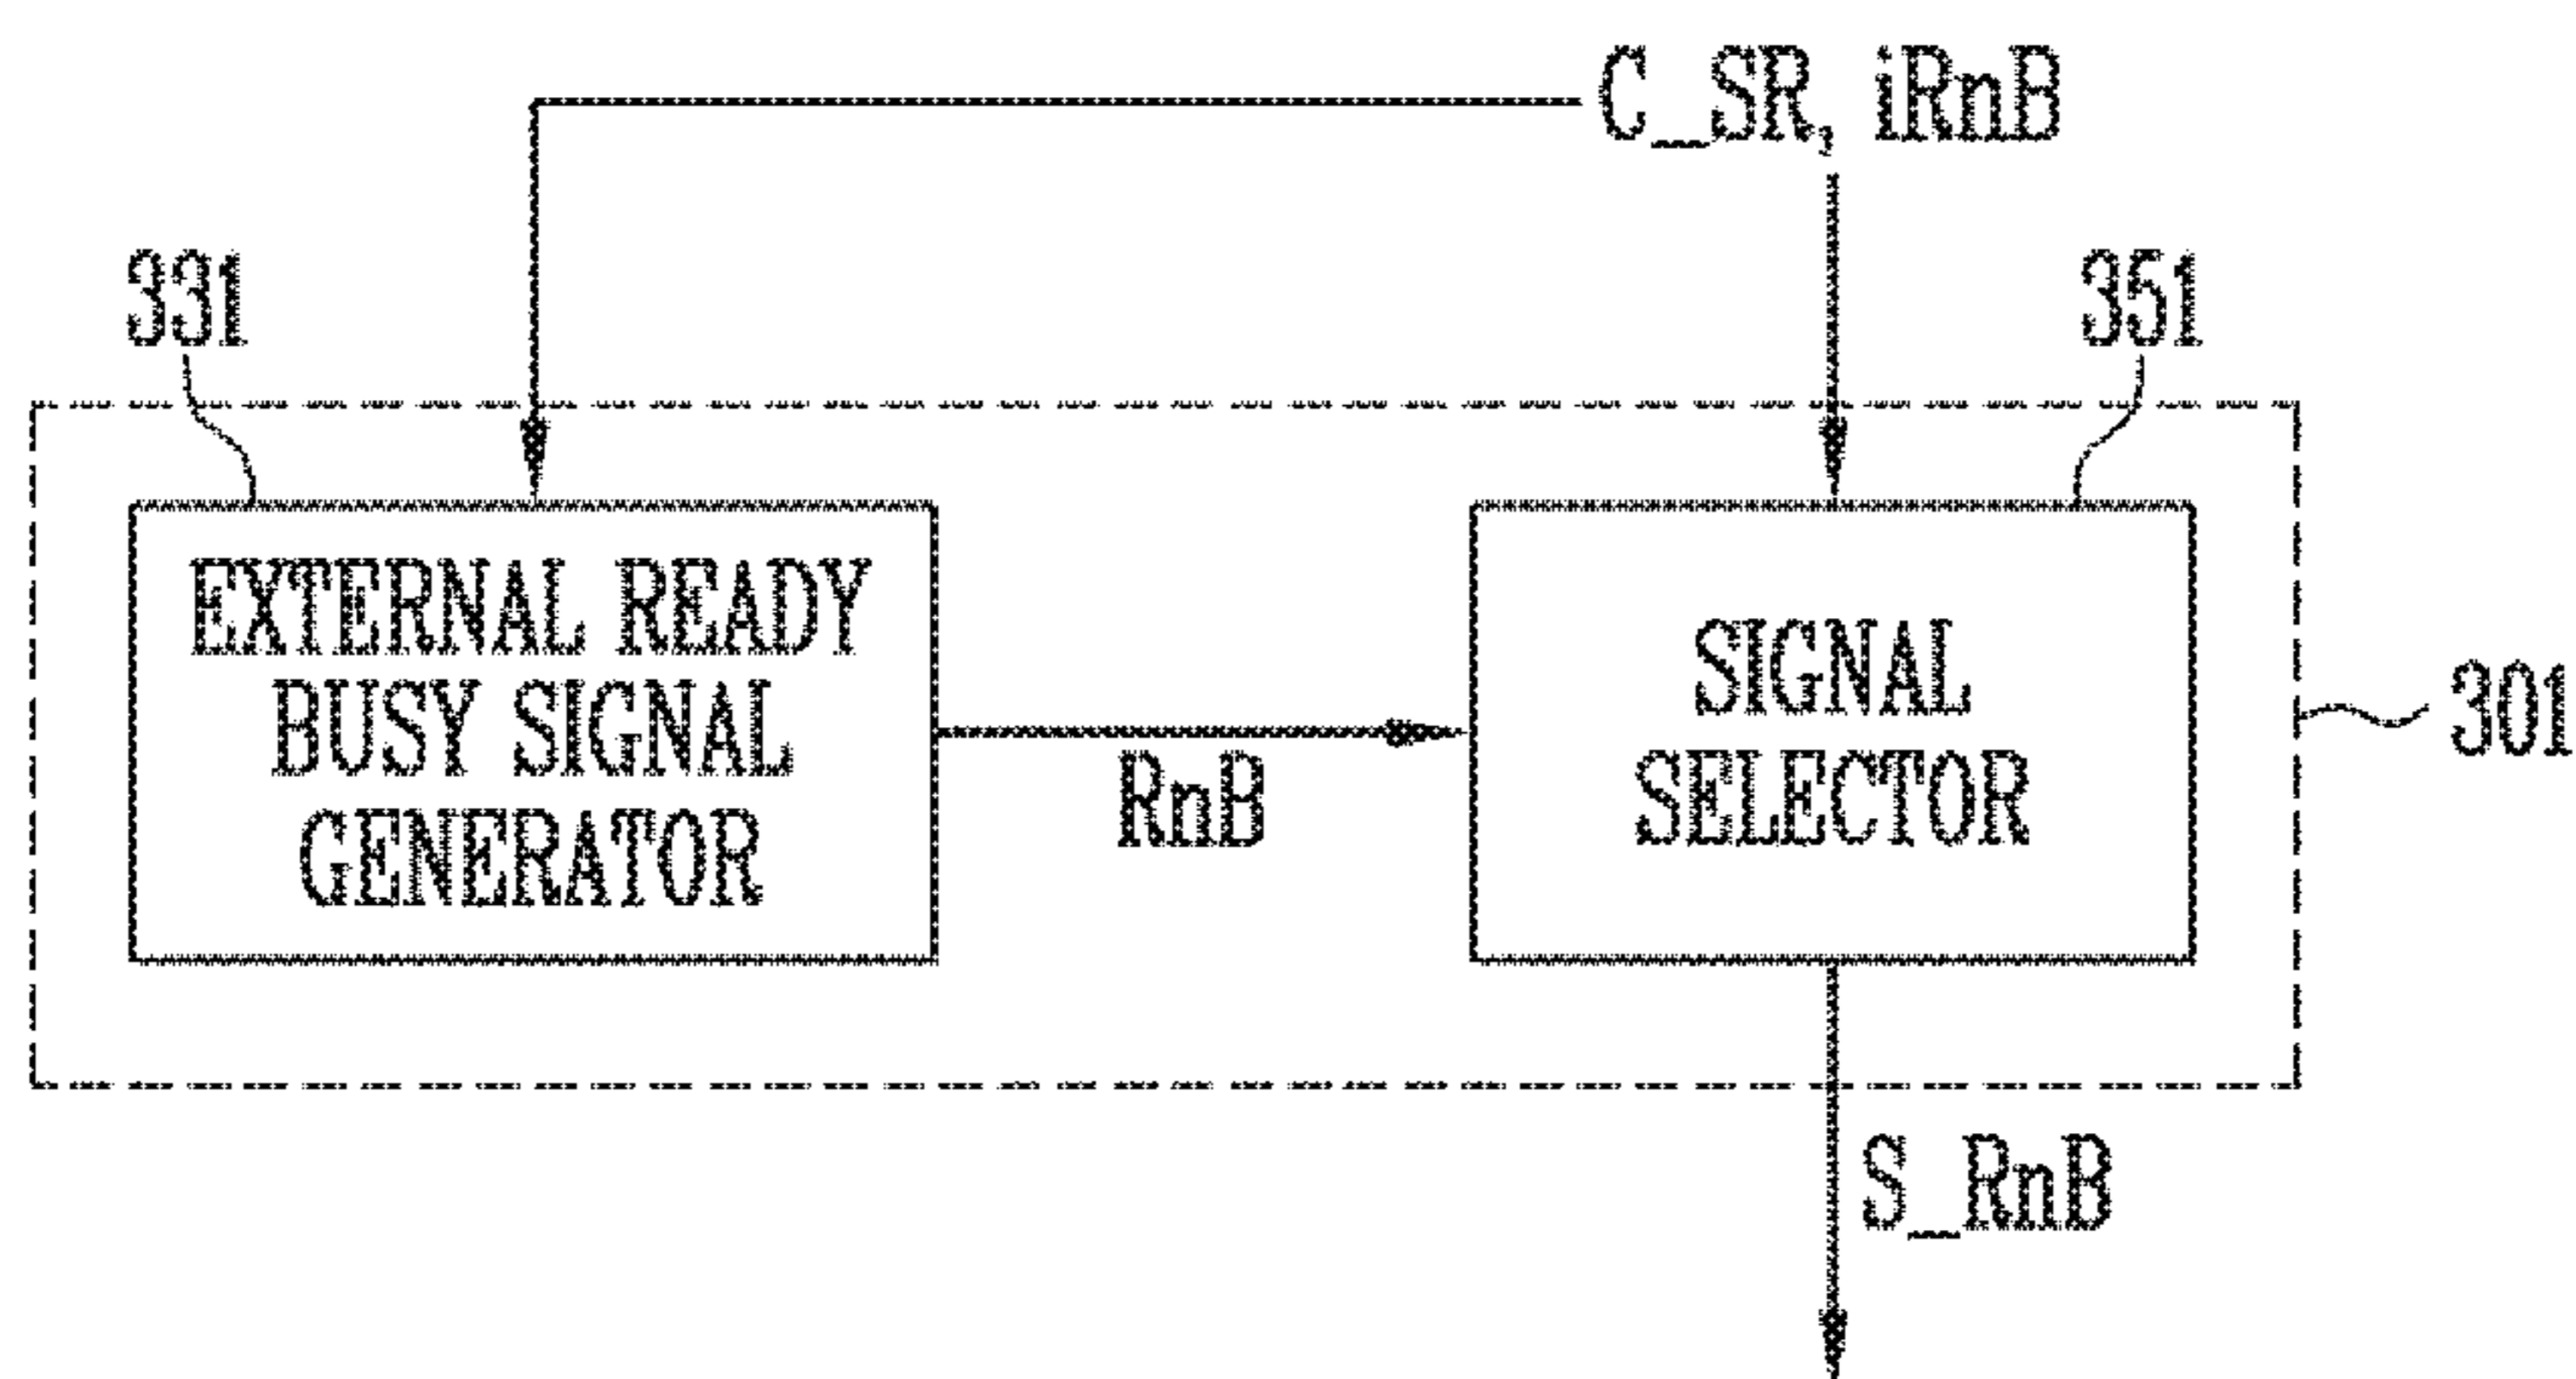 C_SR, iRnB
331
351
EXTERNAL READY
BUSY SIGNAL
GENERATOR
RnB
SIGNAL
SELECTOR
301
S_RnB